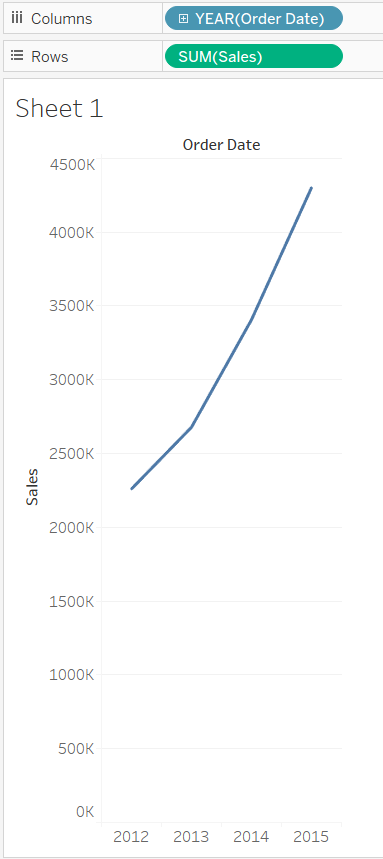 Columns YEAR(Order Date)
Rows SUM(Sales)
Sheet 1
Order Date
4500K
4000K
3500K
3000K
2500K
Sales
2000K
1500K
1000K
500K
0K
2012 2013 2014 2015